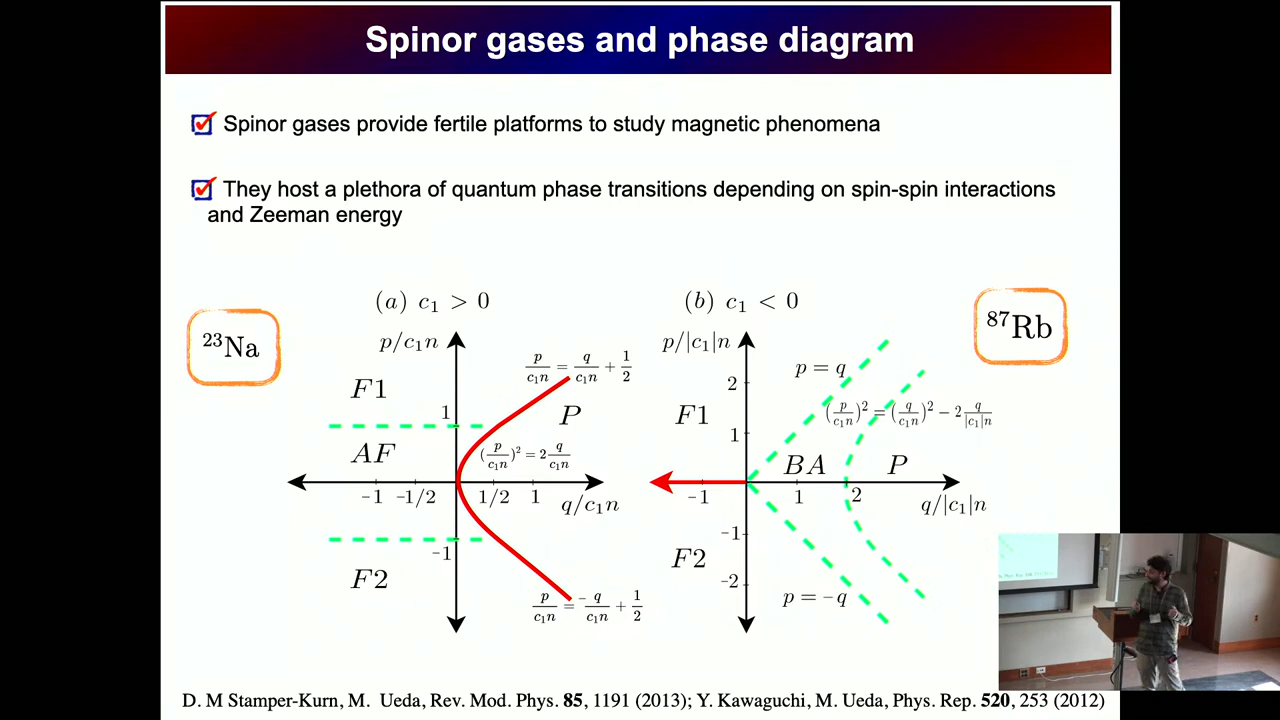 Spinor gases and phase diagram
Spinor gases provide fertile platforms to study magnetic phenomena
They host a plethora of quantum phase transitions depending on spin-spin interactions
and Zeeman energy
²³Na
(a) c₁ > 0
p/c₁n
F1
1
AF
−1 −1/2 1/2 1 q/c₁n
−1
F2
p/c₁n = q/c₁n + 1/2
P
(p/c₁n)² = 2 q/c₁n
p/c₁n = − q/c₁n + 1/2
(b) c₁ < 0
⁸⁷Rb
p/|c₁|n
2
p = q
F1
1
(p/c₁n)² = (q/c₁n)² − 2 q/|c₁|n
BA
P
−1 1 2 q/|c₁|n
−1
F2
−2
p = −q
D. M Stamper-Kurn, M. Ueda, Rev. Mod. Phys. 85, 1191 (2013); Y. Kawaguchi, M. Ueda, Phys. Rep. 520, 253 (2012)